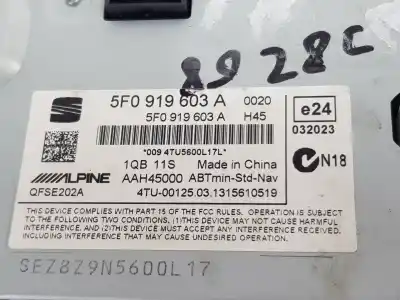 8928C
5F0 919 603 A 0020
5F0 919 603 A H45
e24
032023
*009 4TU5600L17L*
N18
1QB 11S Made in China
ALPINE AAH45000 ABTmin-Std-Nav
QFSE202A 4TU-00125.03.1315610519
THIS DEVICE COMPLIES WITH PART 15 OF THE FCC RULES. OPERATION IS
SUBJECT TO THE FOLLOWING TWO CONDITIONS, (1)THIS DEVICE
MAY NOT CAUSE HARMFUL
INTERFERENCE, AND (2)THIS DEVICE MUST ACCEPT ANY
INTERFERENCE RECEIVED, INCLUDING INTERFERENCE
THAT MAY CAUSE UNDESIRED OPERATION.
SEZ8Z9N5600L17